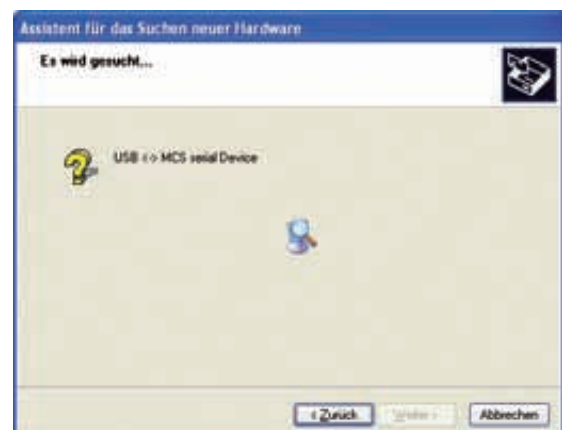 Assistent für das Suchen neuer Hardware
Es wird gesucht...
USB <-> MCS serial Device
< Zurück
Weiter >
Abbrechen